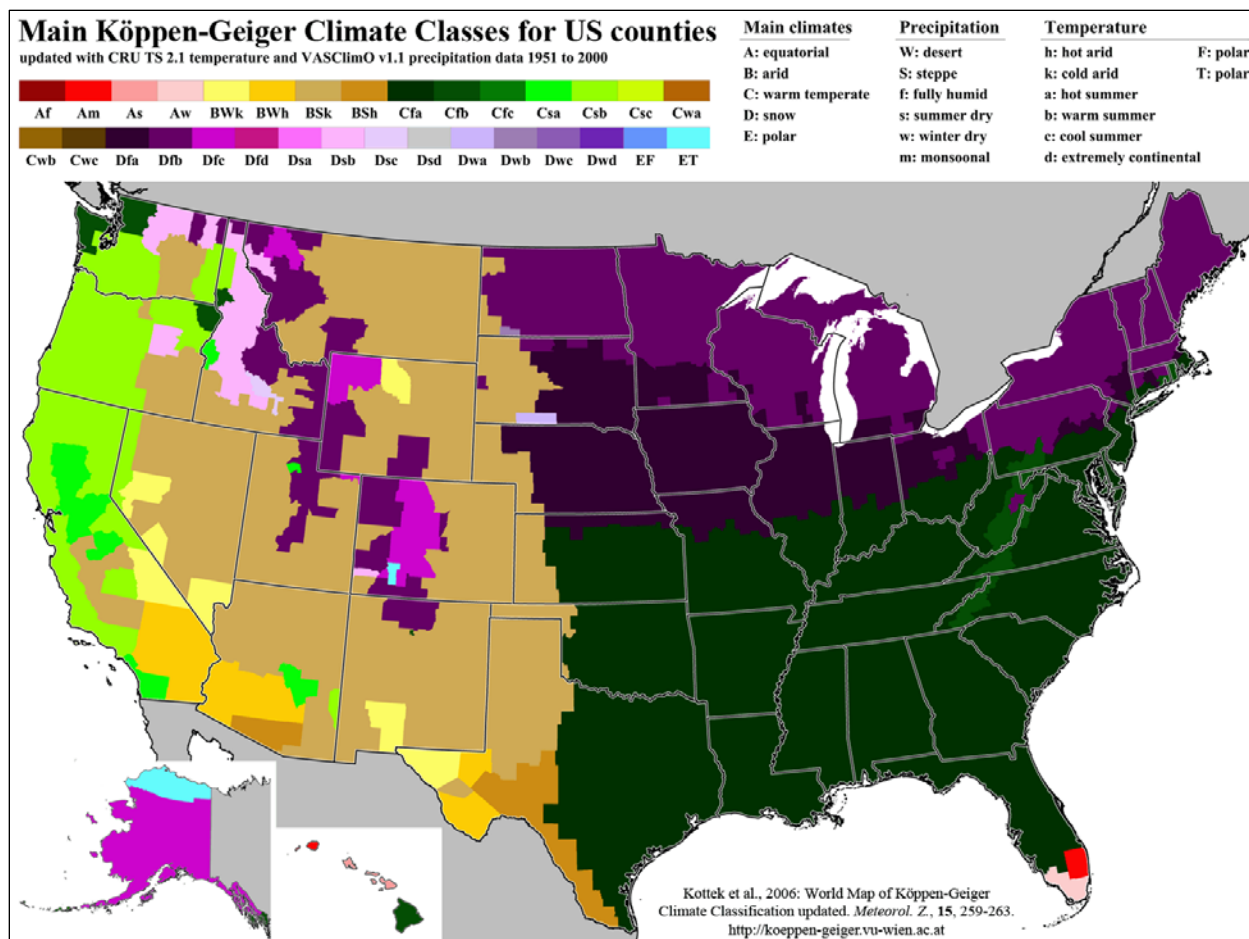 Main Köppen-Geiger Climate Classes for US counties
updated with CRU TS 2.1 temperature and VASClimO v1.1 precipitation data 1951 to 2000
Af Am As Aw BWk BWh BSk BSh Cfa Cfb Cfc Csa Csb Csc Cwa
Cwb Cwc Dfa Dfb Dfc Dfd Dsa Dsb Dsc Dsd Dwa Dwb Dwc Dwd EF ET
Main climates
A: equatorial
B: arid
C: warm temperate
D: snow
E: polar
Precipitation
W: desert
S: steppe
f: fully humid
s: summer dry
w: winter dry
m: monsoonal
Temperature
h: hot arid
k: cold arid
a: hot summer
b: warm summer
c: cool summer
d: extremely continental
F: polar
T: polar
Kottek et al., 2006: World Map of Köppen-Geiger
Climate Classification updated. Meteorol. Z., 15, 259-263.
http://koeppen-geiger.vu-wien.ac.at